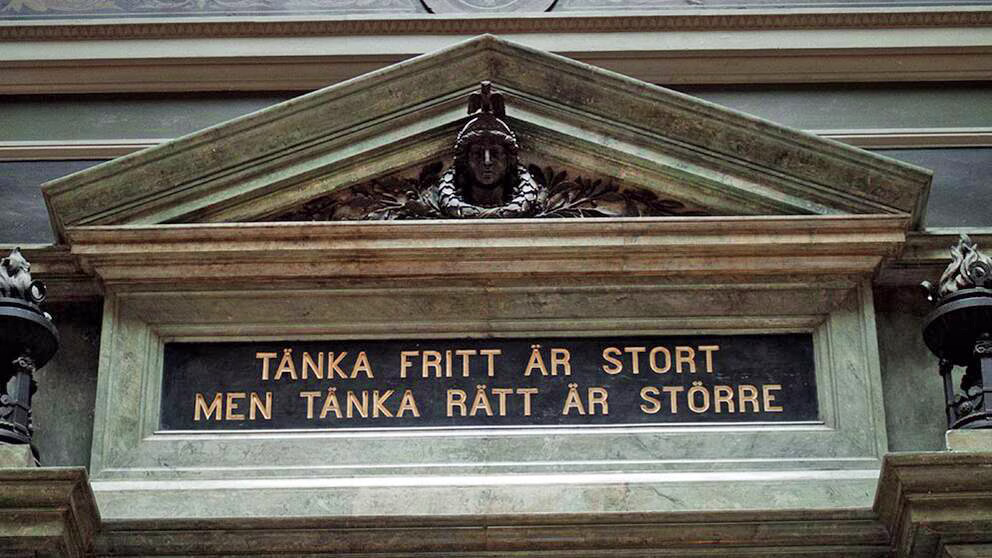 TÄNKA FRITT ÄR STORT
MEN TÄNKA RÄTT ÄR STÖRRE